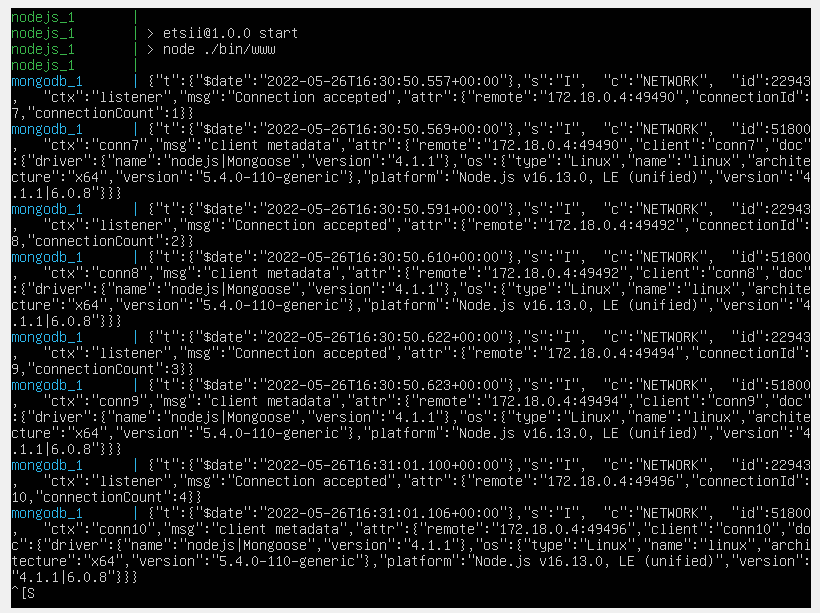 nodejs_1       |
nodejs_1       | > etsii@1.0.0 start
nodejs_1       | > node ./bin/www
nodejs_1       |
mongodb_1      | {"t":{"$date":"2022-05-26T16:30:50.557+00:00"},"s":"I",  "c":"NETWORK",  "id":22943
,   "ctx":"listener","msg":"Connection accepted","attr":{"remote":"172.18.0.4:49490","connectionId":
7,"connectionCount":1}}
mongodb_1      | {"t":{"$date":"2022-05-26T16:30:50.569+00:00"},"s":"I",  "c":"NETWORK",  "id":51800
,   "ctx":"conn7","msg":"client metadata","attr":{"remote":"172.18.0.4:49490","client":"conn7","doc"
:{"driver":{"name":"nodejs|Mongoose","version":"4.1.1"},"os":{"type":"Linux","name":"linux","archite
cture":"x64","version":"5.4.0-110-generic"},"platform":"Node.js v16.13.0, LE (unified)","version":"4
.1.1|6.0.8"}}}
mongodb_1      | {"t":{"$date":"2022-05-26T16:30:50.591+00:00"},"s":"I",  "c":"NETWORK",  "id":22943
,   "ctx":"listener","msg":"Connection accepted","attr":{"remote":"172.18.0.4:49492","connectionId":
8,"connectionCount":2}}
mongodb_1      | {"t":{"$date":"2022-05-26T16:30:50.610+00:00"},"s":"I",  "c":"NETWORK",  "id":51800
,   "ctx":"conn8","msg":"client metadata","attr":{"remote":"172.18.0.4:49492","client":"conn8","doc"
:{"driver":{"name":"nodejs|Mongoose","version":"4.1.1"},"os":{"type":"Linux","name":"linux","archite
cture":"x64","version":"5.4.0-110-generic"},"platform":"Node.js v16.13.0, LE (unified)","version":"4
.1.1|6.0.8"}}}
mongodb_1      | {"t":{"$date":"2022-05-26T16:30:50.622+00:00"},"s":"I",  "c":"NETWORK",  "id":22943
,   "ctx":"listener","msg":"Connection accepted","attr":{"remote":"172.18.0.4:49494","connectionId":
9,"connectionCount":3}}
mongodb_1      | {"t":{"$date":"2022-05-26T16:30:50.623+00:00"},"s":"I",  "c":"NETWORK",  "id":51800
,   "ctx":"conn9","msg":"client metadata","attr":{"remote":"172.18.0.4:49494","client":"conn9","doc"
:{"driver":{"name":"nodejs|Mongoose","version":"4.1.1"},"os":{"type":"Linux","name":"linux","archite
cture":"x64","version":"5.4.0-110-generic"},"platform":"Node.js v16.13.0, LE (unified)","version":"4
.1.1|6.0.8"}}}
mongodb_1      | {"t":{"$date":"2022-05-26T16:31:01.100+00:00"},"s":"I",  "c":"NETWORK",  "id":22943
,   "ctx":"listener","msg":"Connection accepted","attr":{"remote":"172.18.0.4:49496","connectionId":
10,"connectionCount":4}}
mongodb_1      | {"t":{"$date":"2022-05-26T16:31:01.106+00:00"},"s":"I",  "c":"NETWORK",  "id":51800
,   "ctx":"conn10","msg":"client metadata","attr":{"remote":"172.18.0.4:49496","client":"conn10","do
c":{"driver":{"name":"nodejs|Mongoose","version":"4.1.1"},"os":{"type":"Linux","name":"linux","archi
tecture":"x64","version":"5.4.0-110-generic"},"platform":"Node.js v16.13.0, LE (unified)","version":
"4.1.1|6.0.8"}}}
^[S